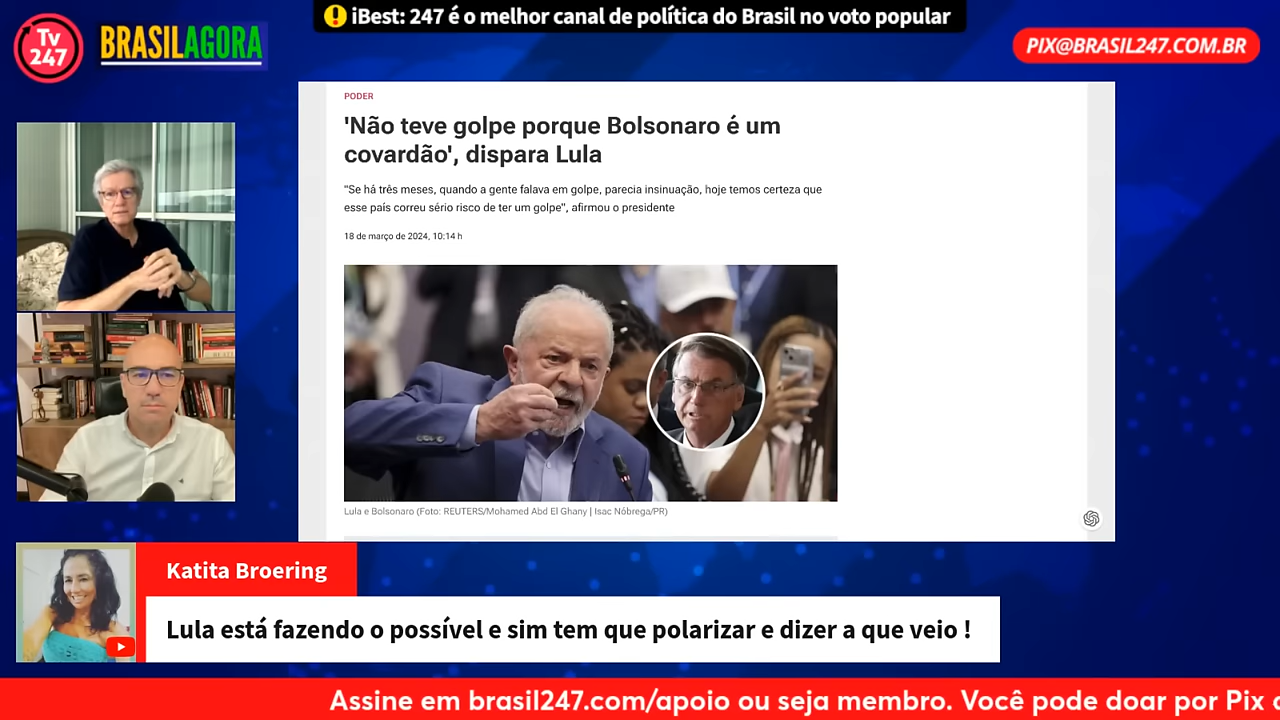 iBest: 247 é o melhor canal de política do Brasil no voto popular
Tv
247
BRASILAGORA
PIX@BRASIL247.COM.BR
PODER
'Não teve golpe porque Bolsonaro é um
covardão', dispara Lula
"Se há três meses, quando a gente falava em golpe, parecia insinuação, hoje temos certeza que
esse país correu sério risco de ter um golpe", afirmou o presidente
18 de março de 2024, 10:14 h
Lula e Bolsonaro (Foto: REUTERS/Mohamed Abd El Ghany | Isac Nóbrega/PR)
Katita Broering
Lula está fazendo o possível e sim tem que polarizar e dizer a que veio !
Assine em brasil247.com/apoio ou seja membro. Você pode doar por Pix